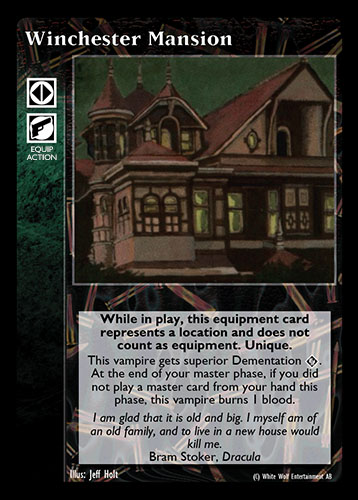 Winchester Mansion
EQUIP
ACTION
While in play, this equipment card
represents a location and does not
count as equipment. Unique.
This vampire gets superior Dementation.
At the end of your master phase, if you did
not play a master card from your hand this
phase, this vampire burns 1 blood.
I am glad that it is old and big. I myself am of
an old family, and to live in a new house would
kill me.
Bram Stoker, Dracula
Illus: Jeff Holt
(C) White Wolf Entertainment AB